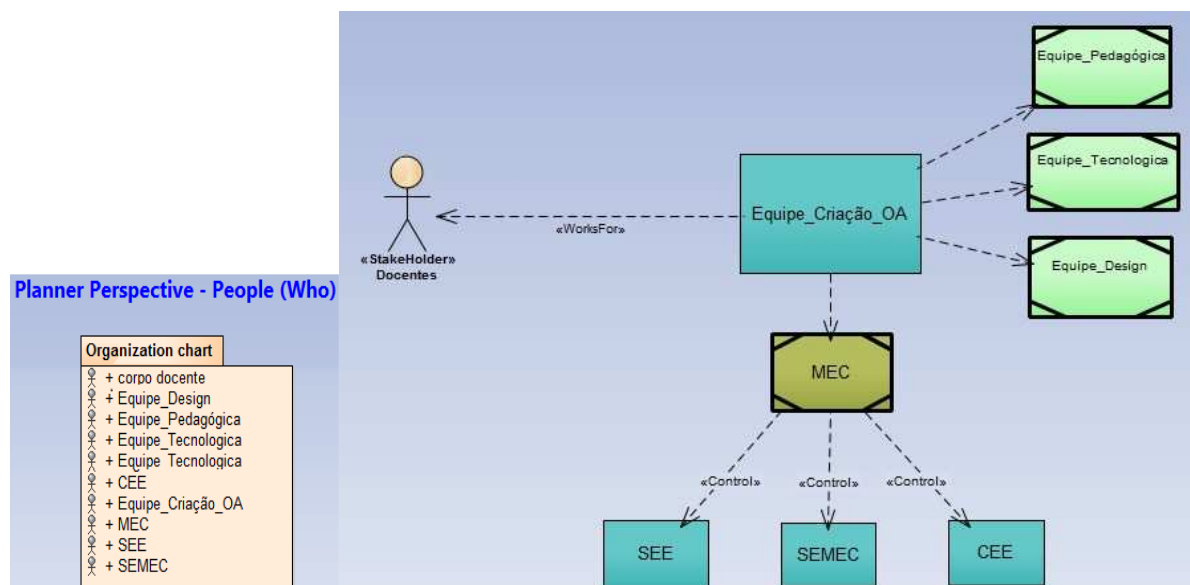 Planner Perspective - People (Who)
Organization chart
+ corpo docente
+ Equipe_Design
+ Equipe_Pedagógica
+ Equipe_Tecnologica
+ Equipe_Tecnologica
+ CEE
+ Equipe_Criação_OA
+ MEC
+ SEE
+ SEMEC
Equipe_Pedagógica
Equipe_Tecnologica
Equipe_Criação_OA
«WorksFor»
«StakeHolder»
Docentes
Equipe_Design
MEC
«Control»
«Control»
«Control»
SEE
SEMEC
CEE